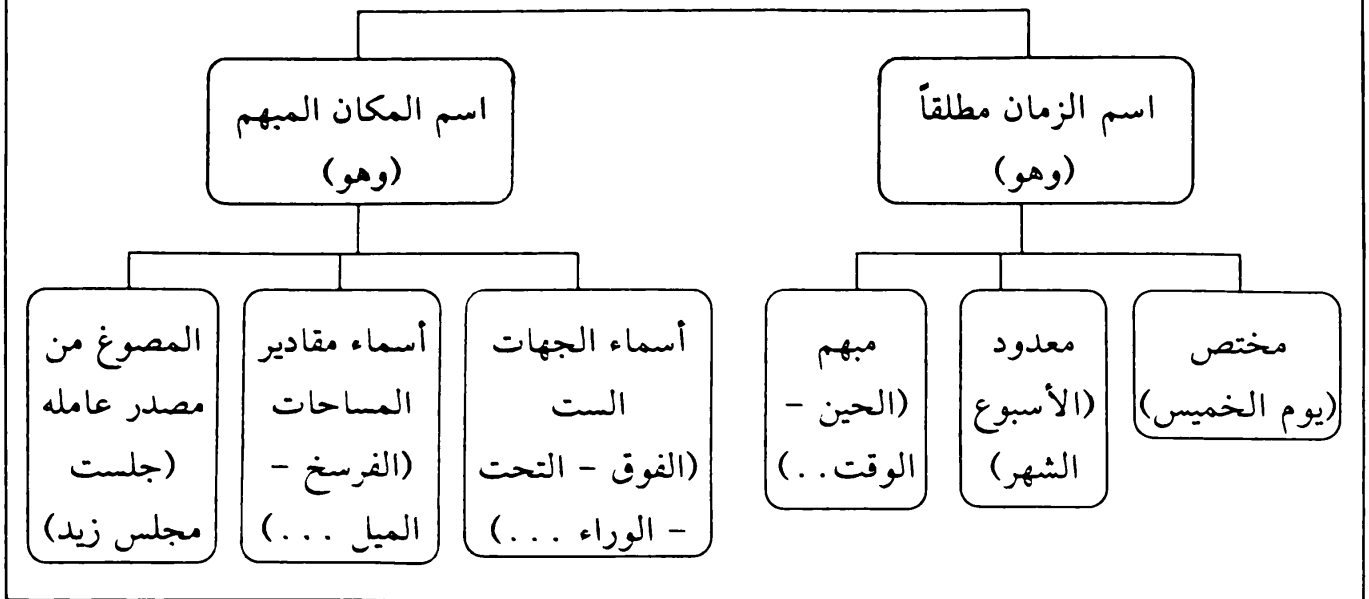 اسم الزمان مطلقاً
(وهو)
اسم المكان المبهم
(وهو)
مختص
(يوم الخميس)
معدود
(الأسبوع
الشهر)
مبهم
(الحين -
الوقت..)
أسماء الجهات
الست
(الفوق - التحت
- الوراء ...)
أسماء مقادير
المساحات
(الفرسخ -
الميل ...)
المصوغ من
مصدر عامله
(جلست
مجلس زيد)